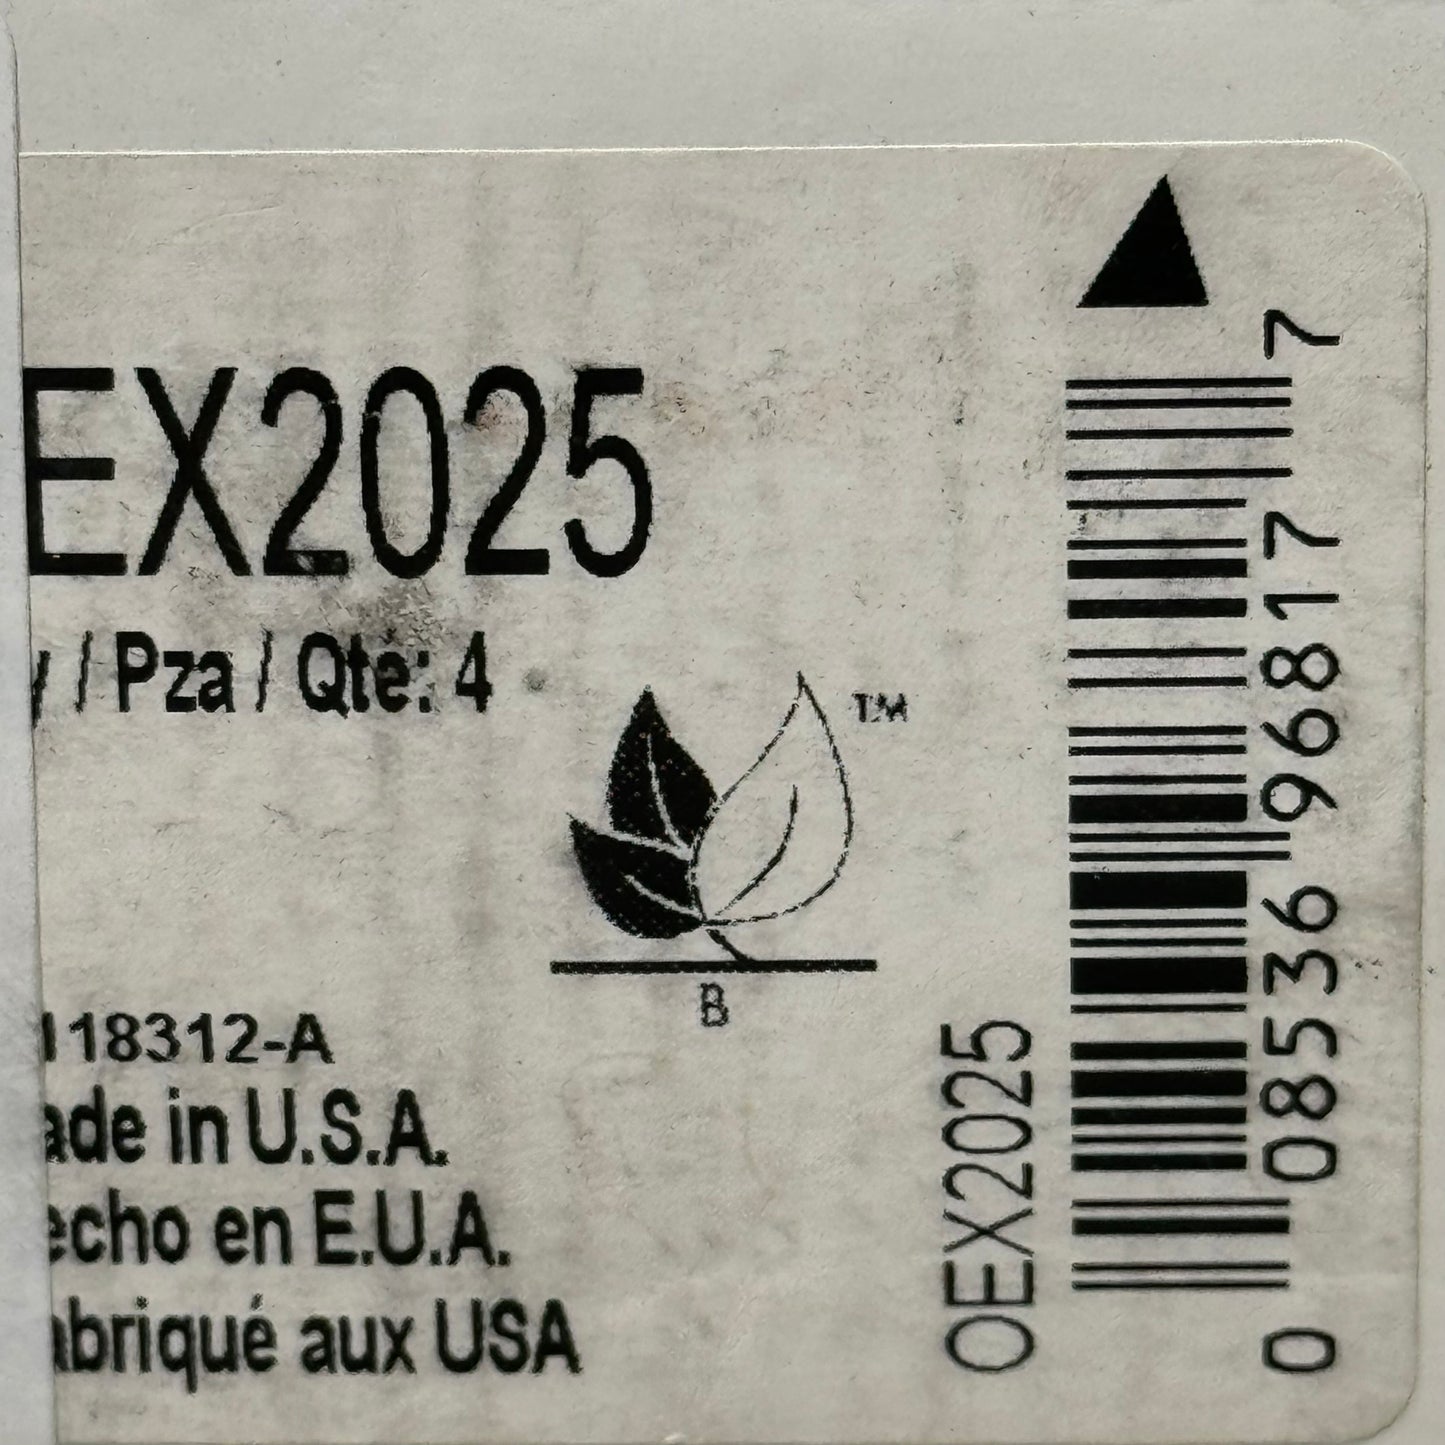 EX2025
y / Pza / Qte: 4
TM
B
118312-A
ade in U.S.A.
echo en E.U.A.
abriqué aux USA
OEX2025
0 08536 96817 7